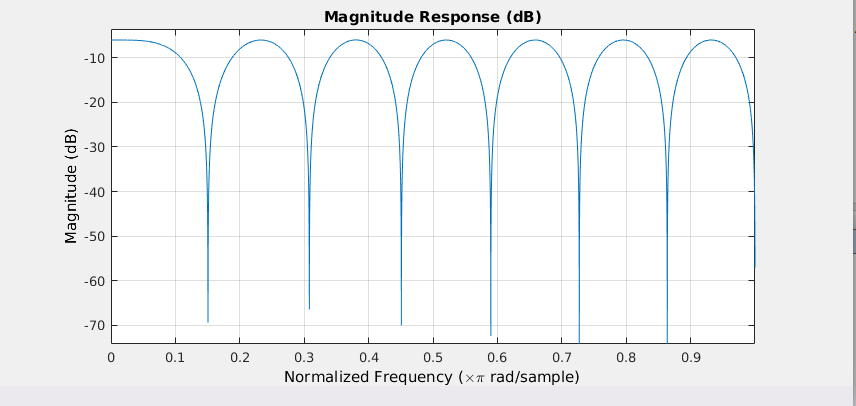 Magnitude Response (dB)
Magnitude (dB)
-10
-20
-30
-40
-50
-60
-70
0 0.1 0.2 0.3 0.4 0.5 0.6 0.7 0.8 0.9
Normalized Frequency (×π rad/sample)